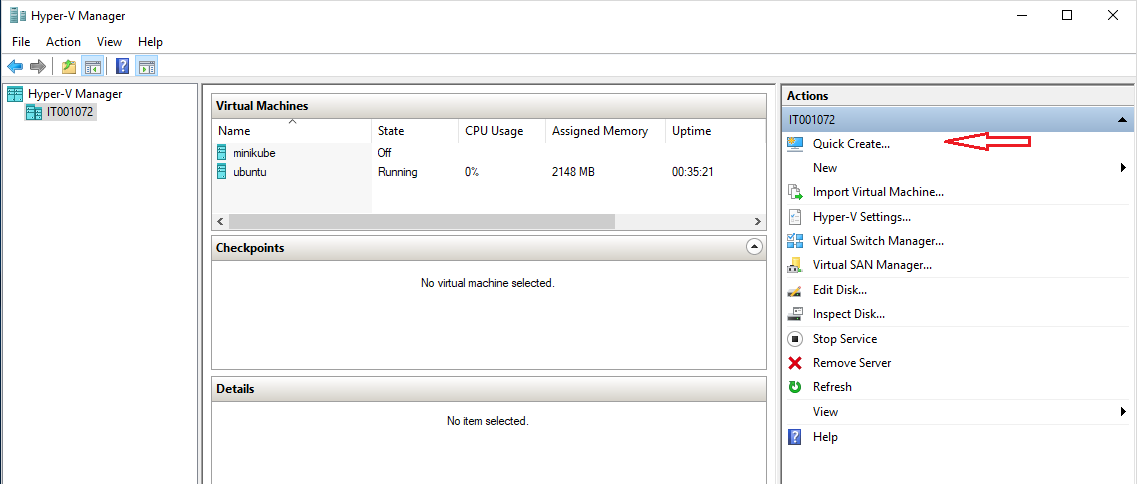 Hyper-V Manager
File Action View Help
Hyper-V Manager
IT001072
Virtual Machines
Name State CPU Usage Assigned Memory Uptime
minikube Off
ubuntu Running 0% 2148 MB 00:35:21
Checkpoints
No virtual machine selected.
Details
No item selected.
Actions
IT001072
Quick Create...
New
Import Virtual Machine...
Hyper-V Settings...
Virtual Switch Manager...
Virtual SAN Manager...
Edit Disk...
Inspect Disk...
Stop Service
Remove Server
Refresh
View
Help